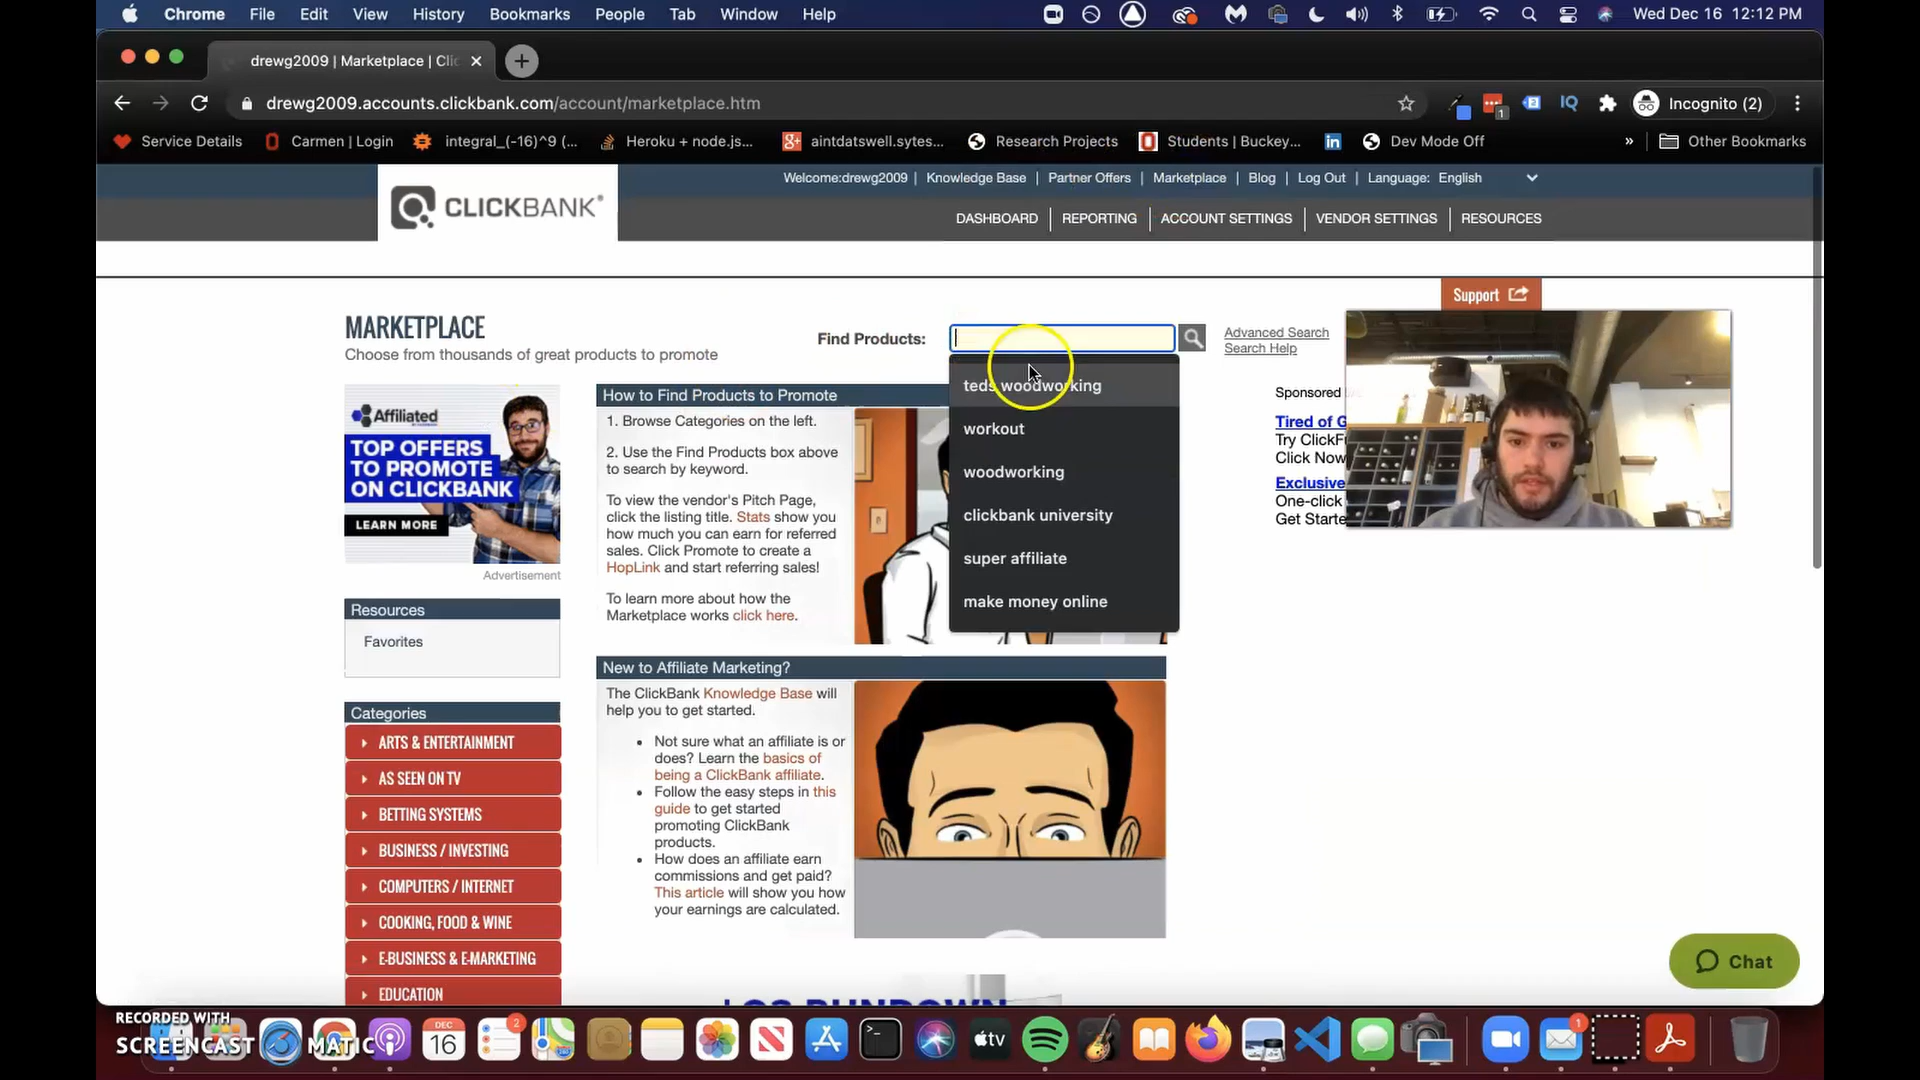 Chrome File Edit View History Bookmarks People Tab Window Help Wed Dec 16 12:12 PM
drewg2009 | Marketplace | Cli
drewg2009.accounts.clickbank.com/account/marketplace.htm Incognito (2)
Service Details Carmen | Login integral_(-16)^9 (... Heroku + node.js... aintdatswell.sytes... Research Projects Students | Buckey... Dev Mode Off » Other Bookmarks
Welcome:drewg2009 | Knowledge Base | Partner Offers | Marketplace | Blog | Log Out | Language: English
CLICKBANK®
DASHBOARD | REPORTING | ACCOUNT SETTINGS | VENDOR SETTINGS | RESOURCES
Support
MARKETPLACE
Choose from thousands of great products to promote
Find Products:
Advanced Search
Search Help
teds woodworking
workout
woodworking
clickbank university
super affiliate
make money online
Affiliated
TOP OFFERS
TO PROMOTE
ON CLICKBANK
LEARN MORE
Advertisement
Resources
Favorites
Categories
ARTS & ENTERTAINMENT
AS SEEN ON TV
BETTING SYSTEMS
BUSINESS / INVESTING
COMPUTERS / INTERNET
COOKING, FOOD & WINE
E-BUSINESS & E-MARKETING
EDUCATION
How to Find Products to Promote
1. Browse Categories on the left.
2. Use the Find Products box above
to search by keyword.
To view the vendor's Pitch Page,
click the listing title. Stats show you
how much you can earn for referred
sales. Click Promote to create a
HopLink and start referring sales!
To learn more about how the
Marketplace works click here.
New to Affiliate Marketing?
The ClickBank Knowledge Base will
help you to get started.
Not sure what an affiliate is or
does? Learn the basics of
being a ClickBank affiliate.
Follow the easy steps in this
guide to get started
promoting ClickBank
products.
How does an affiliate earn
commissions and get paid?
This article will show you how
your earnings are calculated.
Sponsored
Tired of G
Try ClickF
Click Now
Exclusive
One-click
Get Starte
Chat
RECORDED WITH
SCREENCAST MATIC
DEC
16
2
tv
1